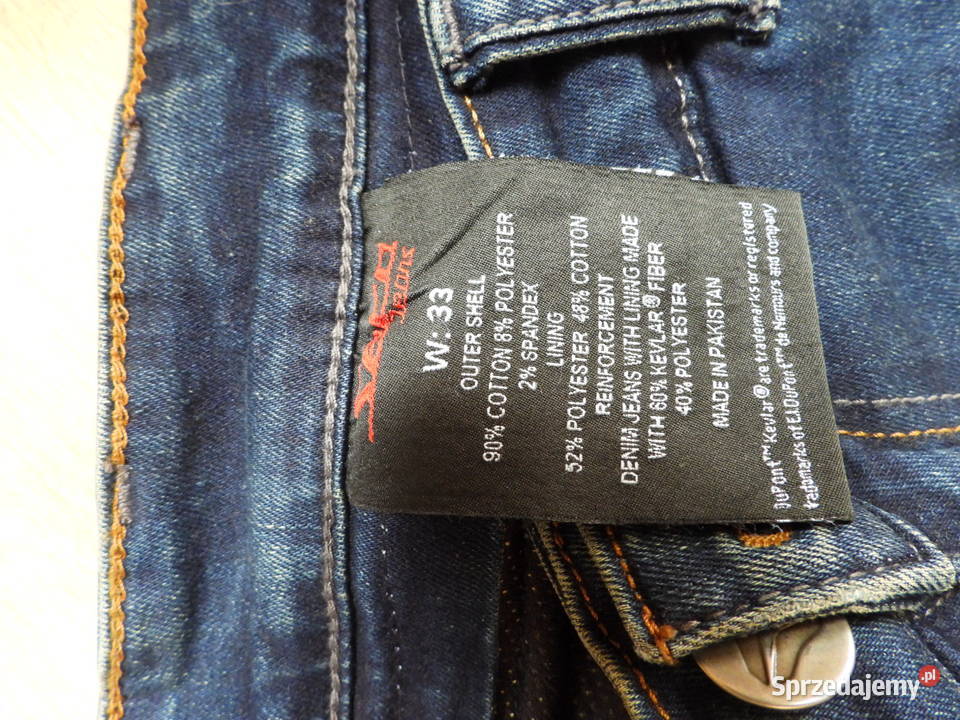 Jeans
W: 33
OUTER SHELL
90% COTTON 8% POLYESTER
2% SPANDEX
LINING
52% POLYESTER 48% COTTON
REINFORCEMENT
DENIM JEANS WITH LINING MADE
WITH 60% KEVLAR® FIBER
40% POLYESTER
MADE IN PAKISTAN
DuPont™ Kevlar® are trademarks or registered
trademarks of E.I.DuPont™ de Nemours and company
Sprzedajemy.pl